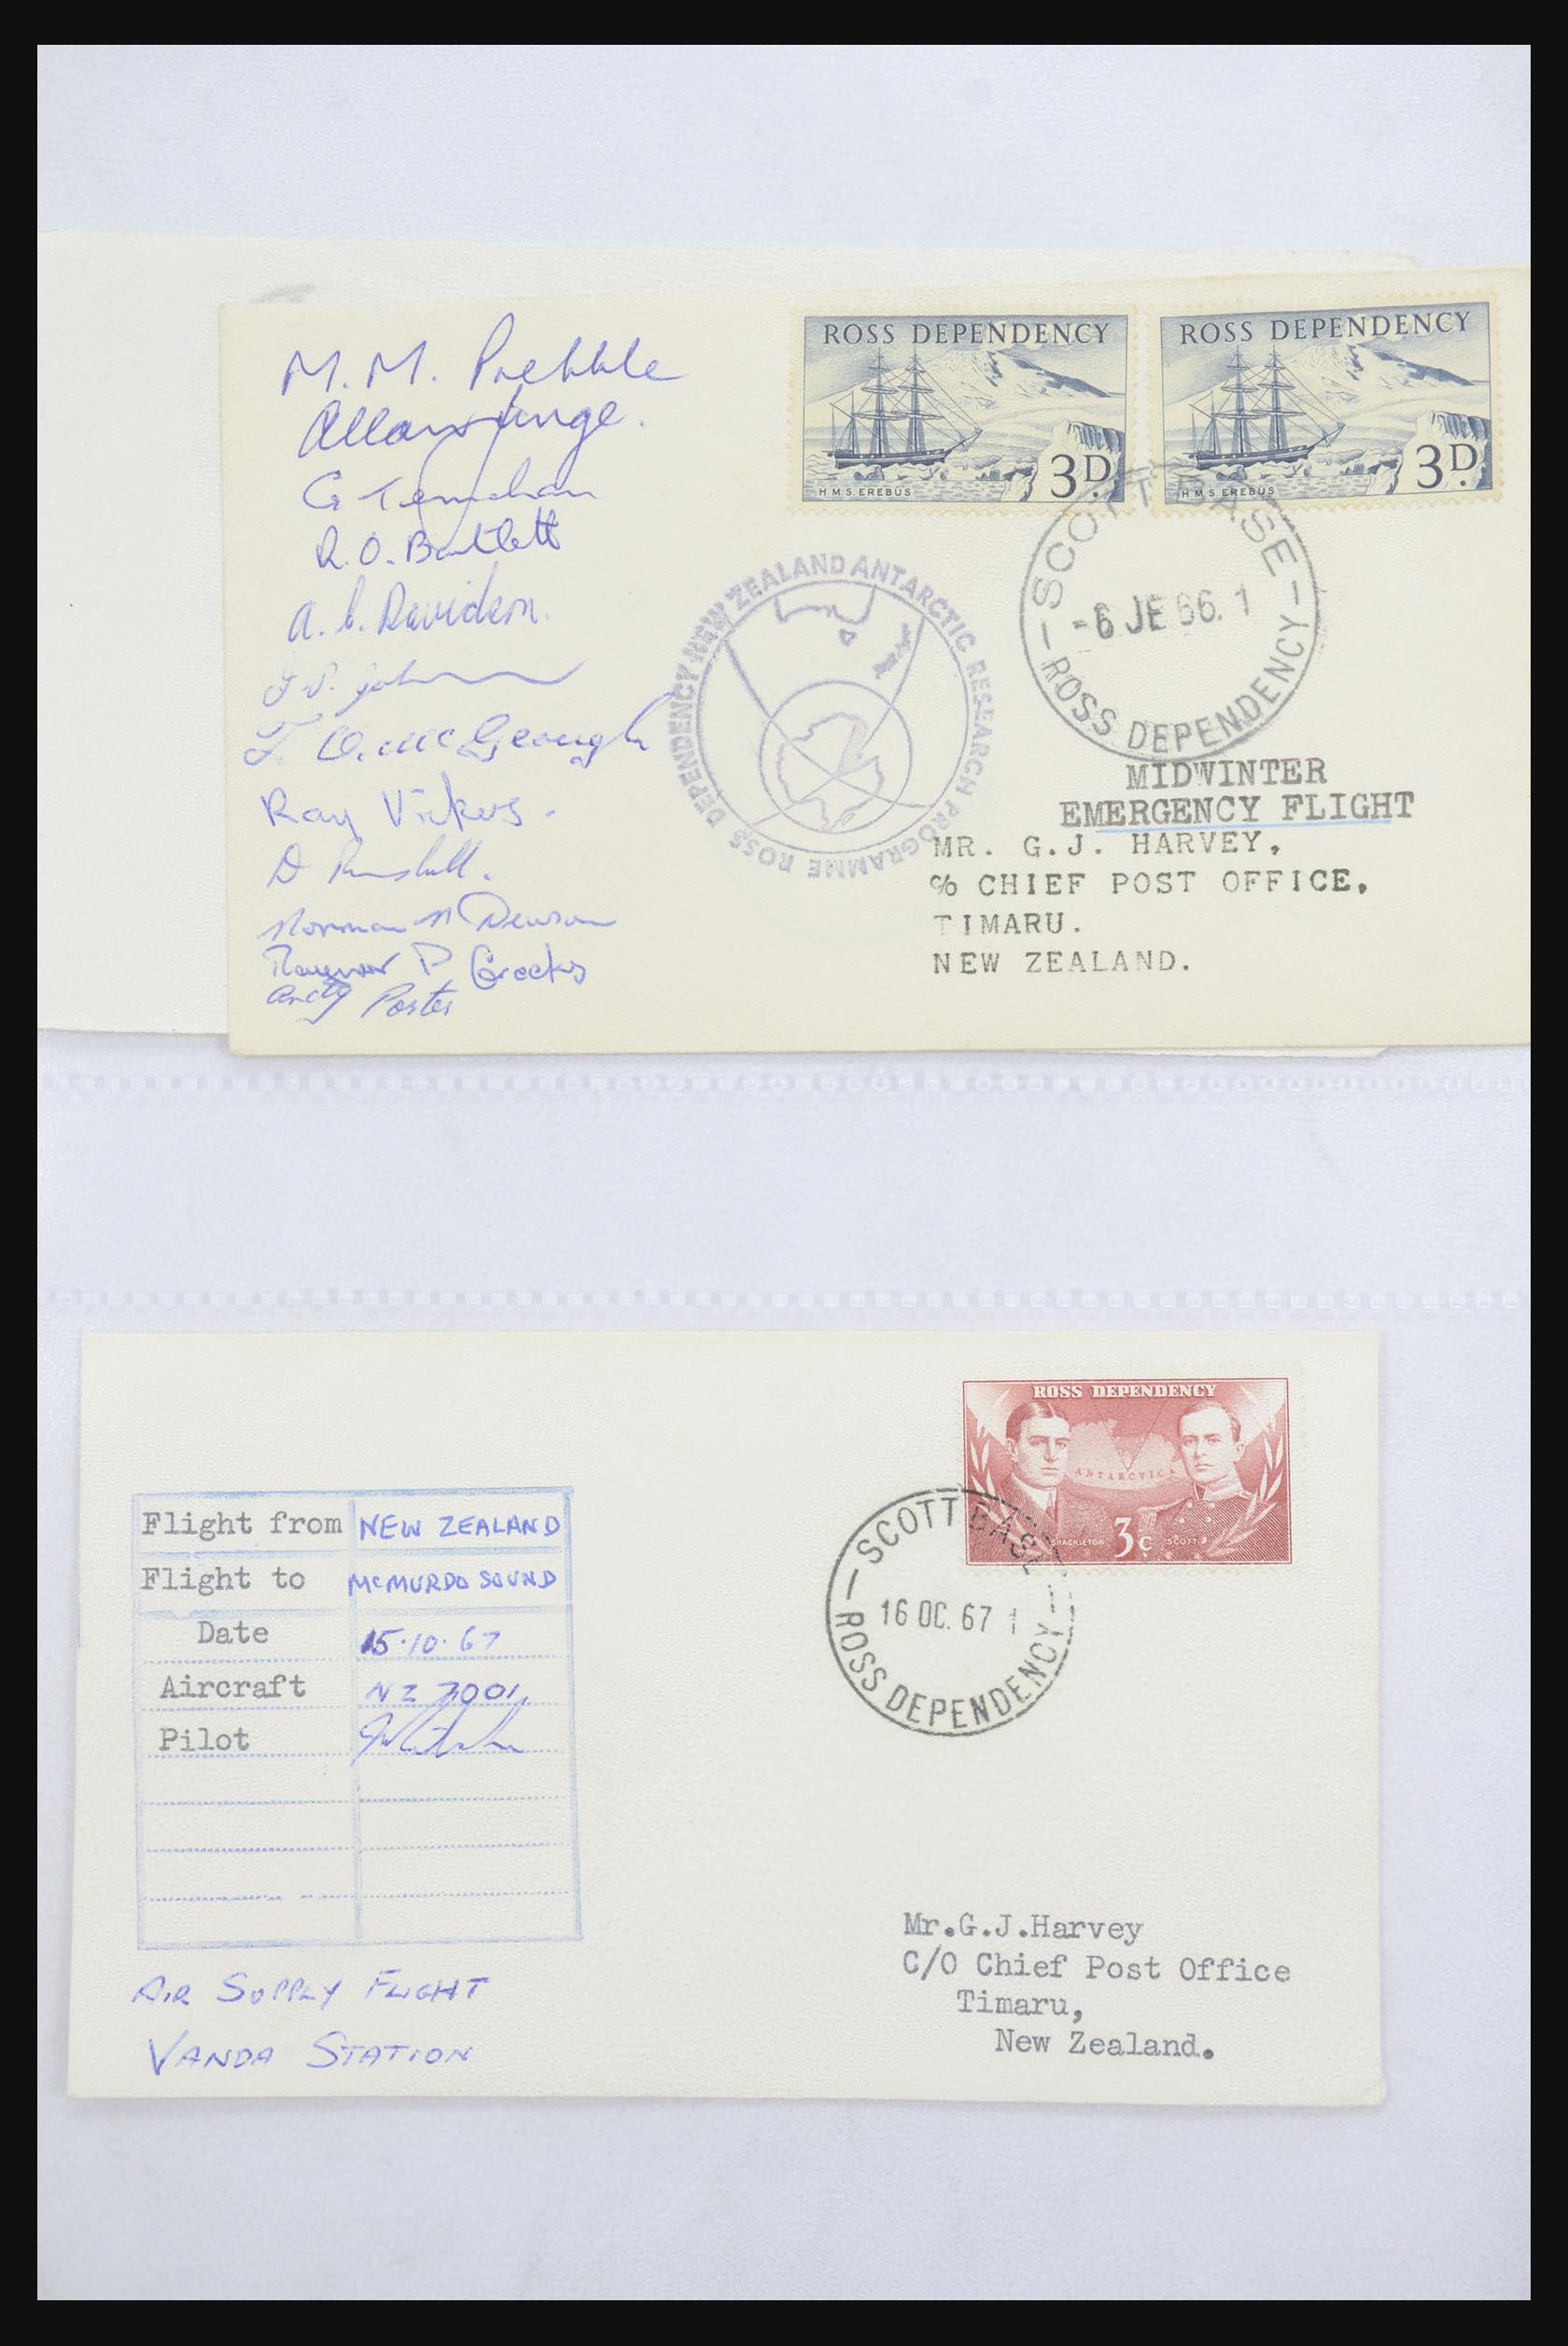 M. M. Prebble
R. O. Bartlett
Ray Vickers.
Norman N Dewson
Andy Porter
ROSS DEPENDENCY
H.M.S. EREBUS
3D.
ROSS DEPENDENCY
H.M.S. EREBUS
3D.
SCOTT BASE
-6 JE 66. 1
ROSS DEPENDENCY
NEW ZEALAND ANTARCTIC RESEARCH PROGRAMME ROSS DEPENDENCY
MIDWINTER
EMERGENCY FLIGHT
MR. G.J. HARVEY,
c/o CHIEF POST OFFICE.
TIMARU.
NEW ZEALAND.
ROSS DEPENDENCY
ANTARCTICA
SHACKLETON 3c SCOTT
SCOTT BASE
16 OC. 67 1
ROSS DEPENDENCY
Flight from NEW ZEALAND
Flight to McMURDO SOUND
Date 15.10.67
Aircraft NZ 7001
Pilot
AIR SUPPLY FLIGHT
VANDA STATION
Mr.G.J.Harvey
C/O Chief Post Office
Timaru,
New Zealand.